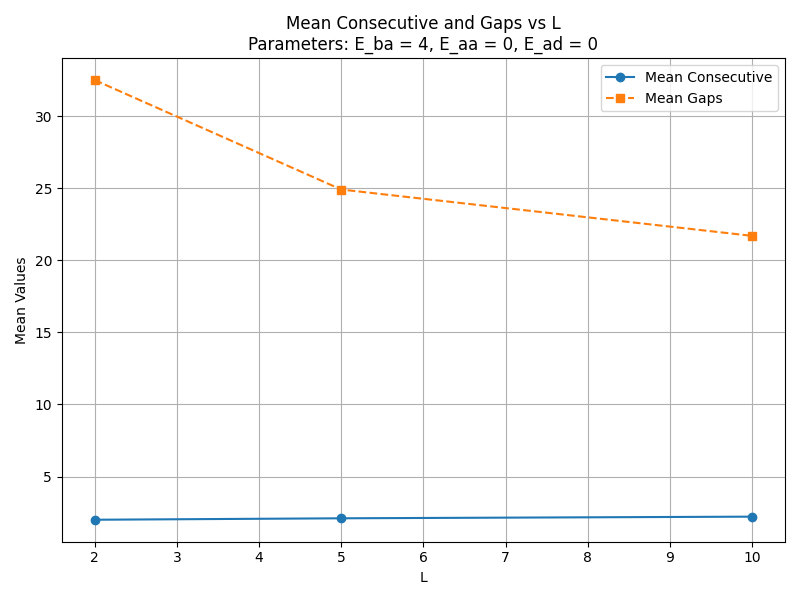 Mean Consecutive and Gaps vs L
Parameters: E_ba = 4, E_aa = 0, E_ad = 0
Mean Consecutive
Mean Gaps
Mean Values
30
25
20
15
10
5
2
3
4
5
6
7
8
9
10
L